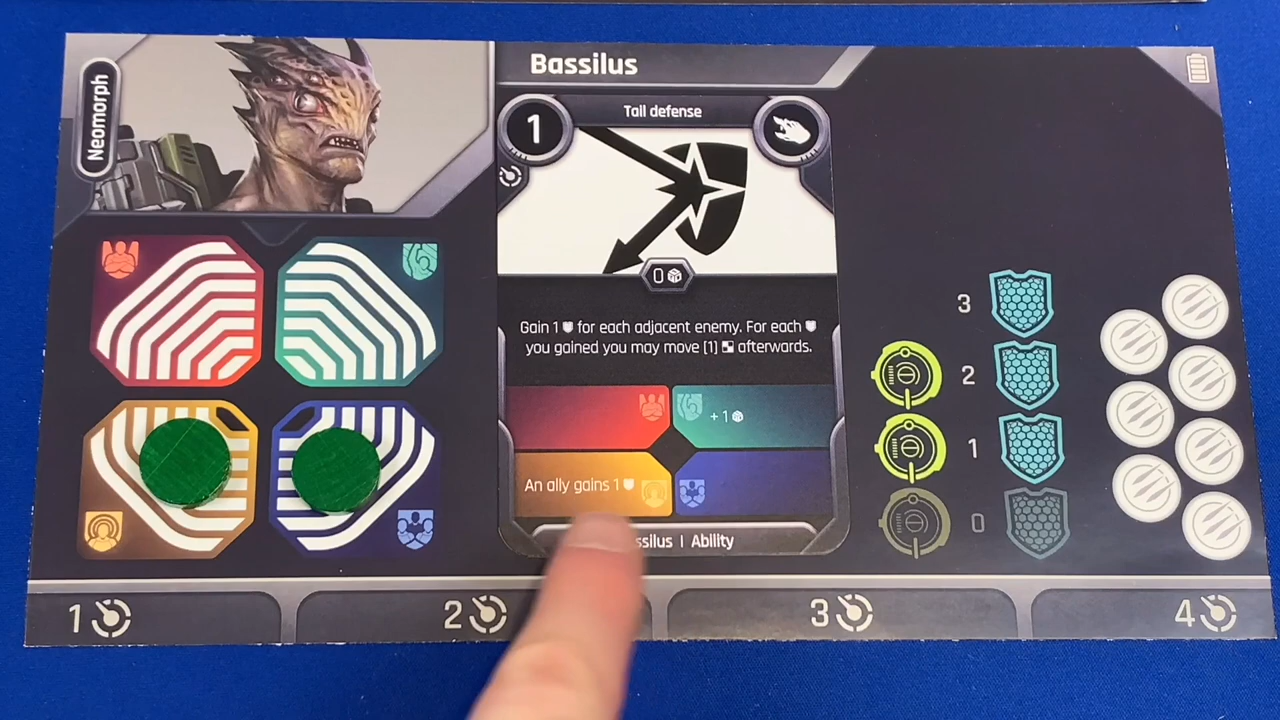 Neomorph
Bassilus
1
Tail defense
0
Gain 1 for each adjacent enemy. For each
you gained you may move [1] afterwards.
+1
An ally gains 1
| Ability
3
2
1
0
1
2
3
4